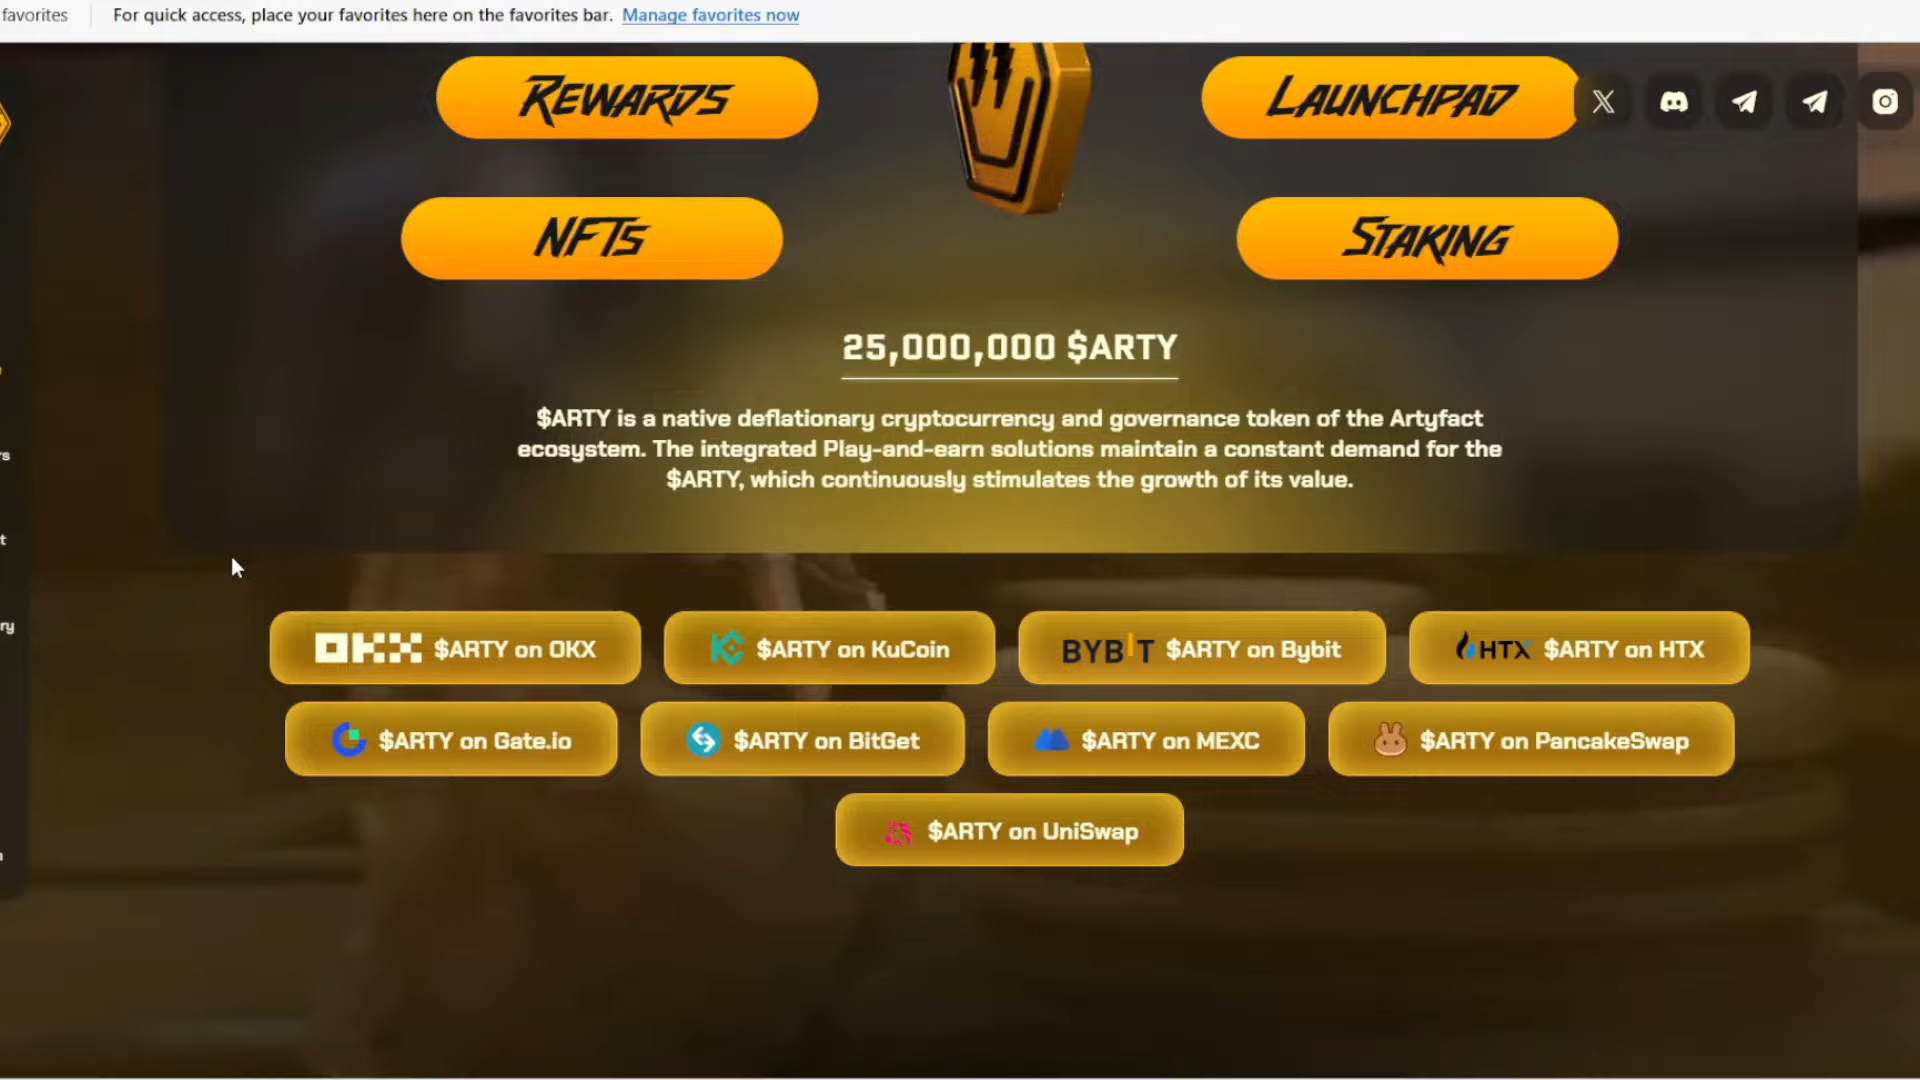 favorites
For quick access, place your favorites here on the favorites bar. Manage favorites now
REWARDS
LAUNCHPAD
NFTS
STAKING
25,000,000 $ARTY
$ARTY is a native deflationary cryptocurrency and governance token of the Artyfact
ecosystem. The integrated Play-and-earn solutions maintain a constant demand for the
$ARTY, which continuously stimulates the growth of its value.
OKX $ARTY on OKX
$ARTY on KuCoin
BYBIT $ARTY on Bybit
HTX $ARTY on HTX
$ARTY on Gate.io
$ARTY on BitGet
$ARTY on MEXC
$ARTY on PancakeSwap
$ARTY on UniSwap